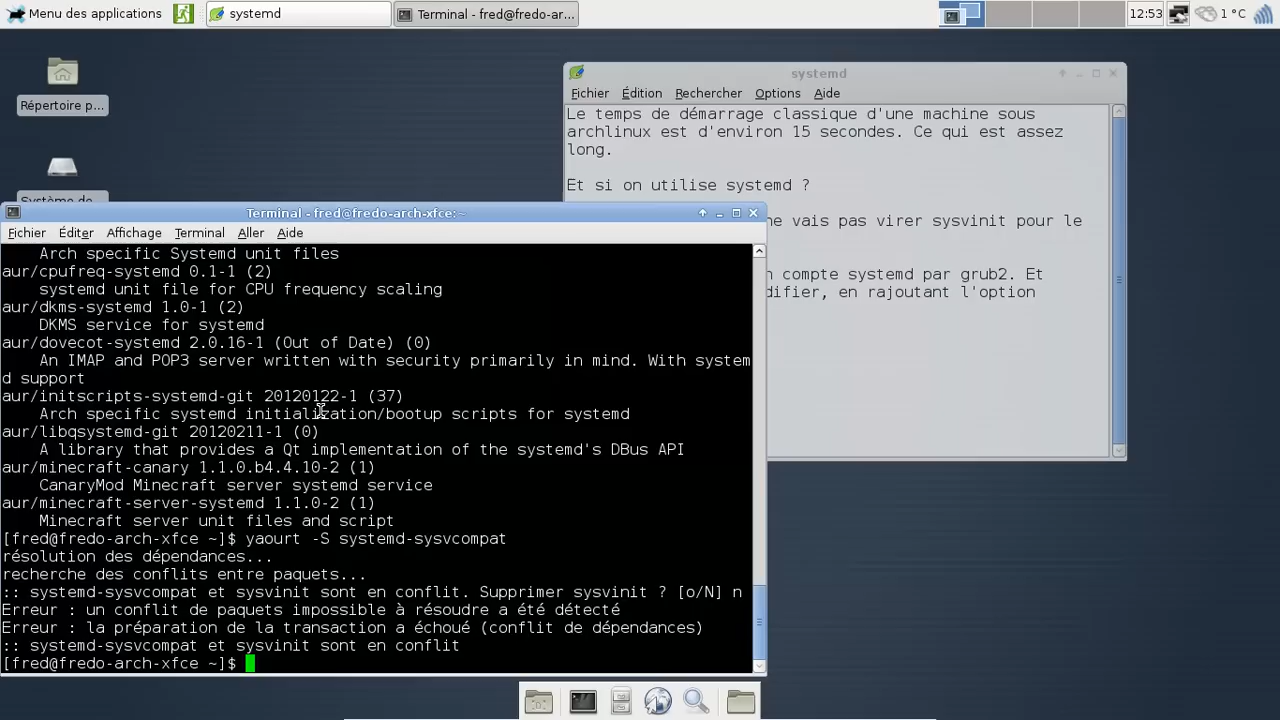 Menu des applications
systemd
Terminal - fred@fredo-ar...
12:53
1 °C
Répertoire p...
Système de
systemd
Fichier Édition Rechercher Options Aide
Le temps de démarrage classique d'une machine sous
archlinux est d'environ 15 secondes. Ce qui est assez
long.
Et si on utilise systemd ?
ne vais pas virer sysvinit pour le
n compte systemd par grub2. Et
difier, en rajoutant l'option
Terminal - fred@fredo-arch-xfce: ~
Fichier Éditer Affichage Terminal Aller Aide
Arch specific Systemd unit files
aur/cpufreq-systemd 0.1-1 (2)
systemd unit file for CPU frequency scaling
aur/dkms-systemd 1.0-1 (2)
DKMS service for systemd
aur/dovecot-systemd 2.0.16-1 (Out of Date) (0)
An IMAP and POP3 server written with security primarily in mind. With system
d support
aur/initscripts-systemd-git 20120122-1 (37)
Arch specific systemd initialization/bootup scripts for systemd
aur/libqsystemd-git 20120211-1 (0)
A library that provides a Qt implementation of the systemd's DBus API
aur/minecraft-canary 1.1.0.b4.4.10-2 (1)
CanaryMod Minecraft server systemd service
aur/minecraft-server-systemd 1.1.0-2 (1)
Minecraft server unit files and script
[fred@fredo-arch-xfce ~]$ yaourt -S systemd-sysvcompat
résolution des dépendances...
recherche des conflits entre paquets...
:: systemd-sysvcompat et sysvinit sont en conflit. Supprimer sysvinit ? [o/N] n
Erreur : un conflit de paquets impossible à résoudre a été détecté
Erreur : la préparation de la transaction a échoué (conflit de dépendances)
:: systemd-sysvcompat et sysvinit sont en conflit
[fred@fredo-arch-xfce ~]$